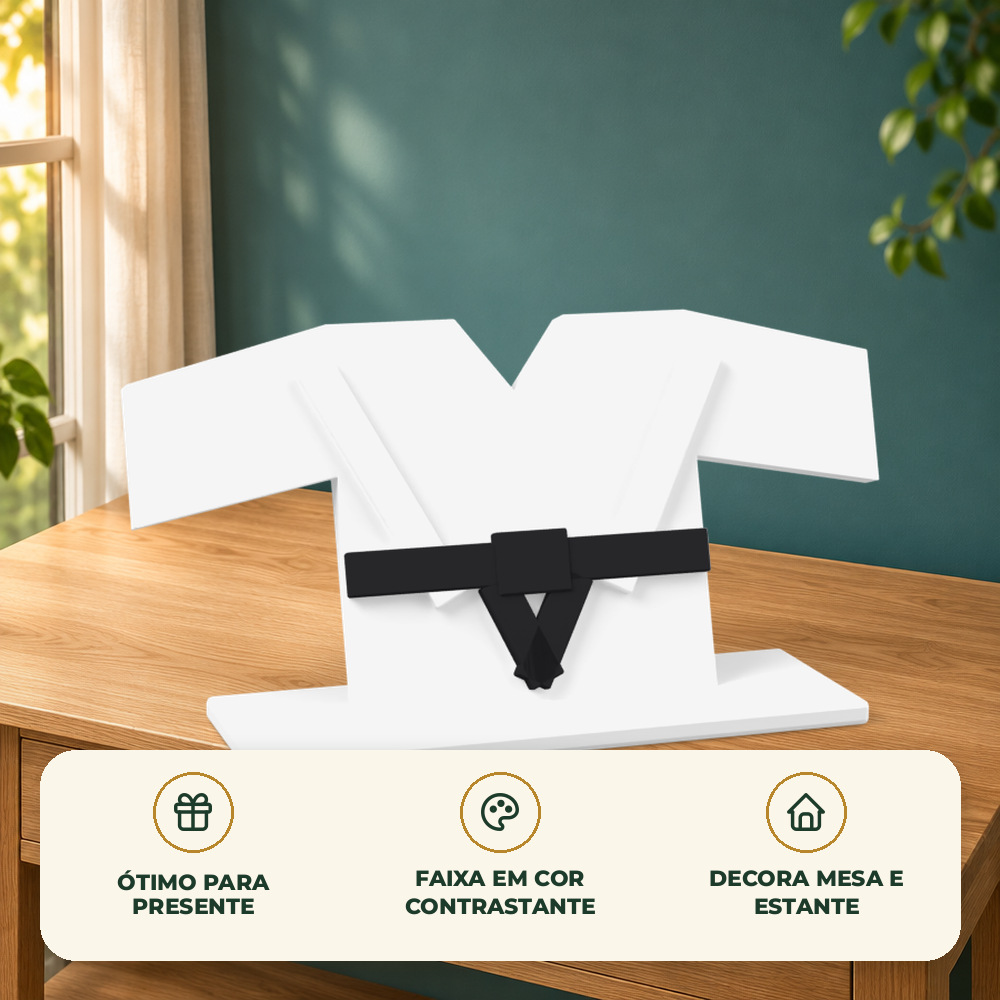 ÓTIMO PARA
PRESENTE
FAIXA EM COR
CONTRASTANTE
DECORA MESA E
ESTANTE